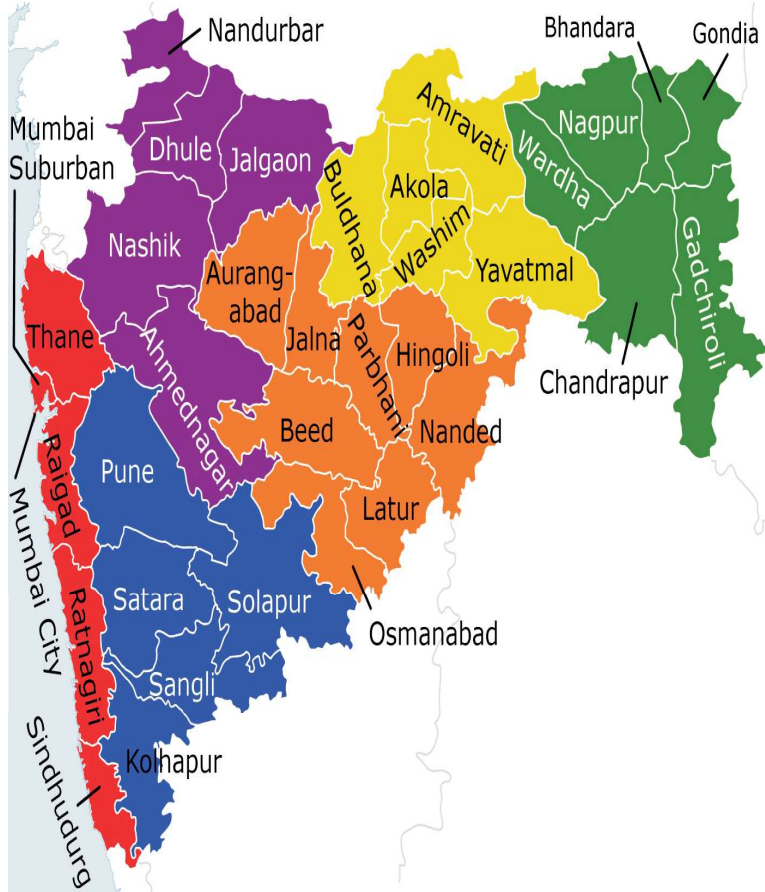 Nandurbar
Bhandara
Gondia
Mumbai
Suburban
Dhule
Jalgaon
Amravati
Nagpur
Wardha
Buldhana
Akola
Washim
Nashik
Aurang-
abad
Yavatmal
Gadchiroli
Thane
Jalna
Parbhani
Hingoli
Chandrapur
Ahmednagar
Beed
Nanded
Raigad
Pune
Latur
Mumbai City
Ratnagiri
Satara
Solapur
Osmanabad
Sangli
Kolhapur
Sindhudurg